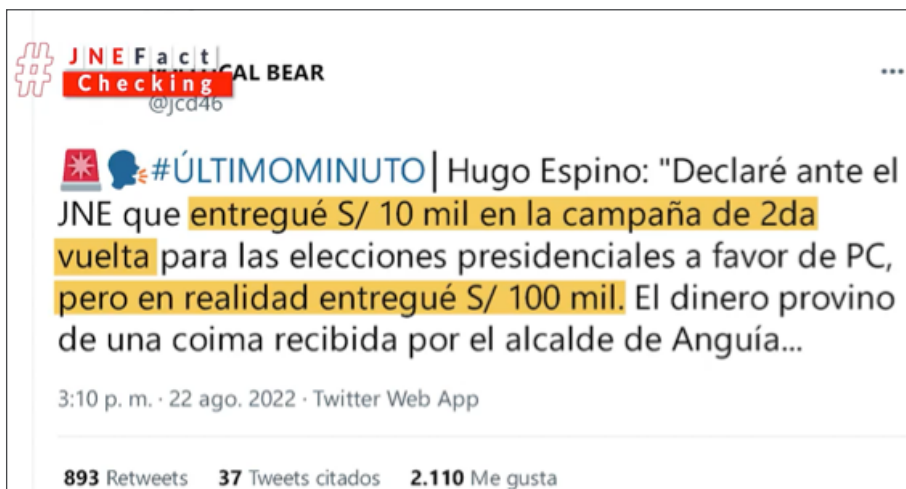 # JNEFact
Checking
CAL BEAR
@jcd46
#ÚLTIMOMINUTO| Hugo Espino: "Declaré ante el
JNE que entregué S/ 10 mil en la campaña de 2da
vuelta para las elecciones presidenciales a favor de PC,
pero en realidad entregué S/ 100 mil. El dinero provino
de una coima recibida por el alcalde de Anguía...
3:10 p. m. · 22 ago. 2022 · Twitter Web App
893 Retweets 37 Tweets citados 2.110 Me gusta